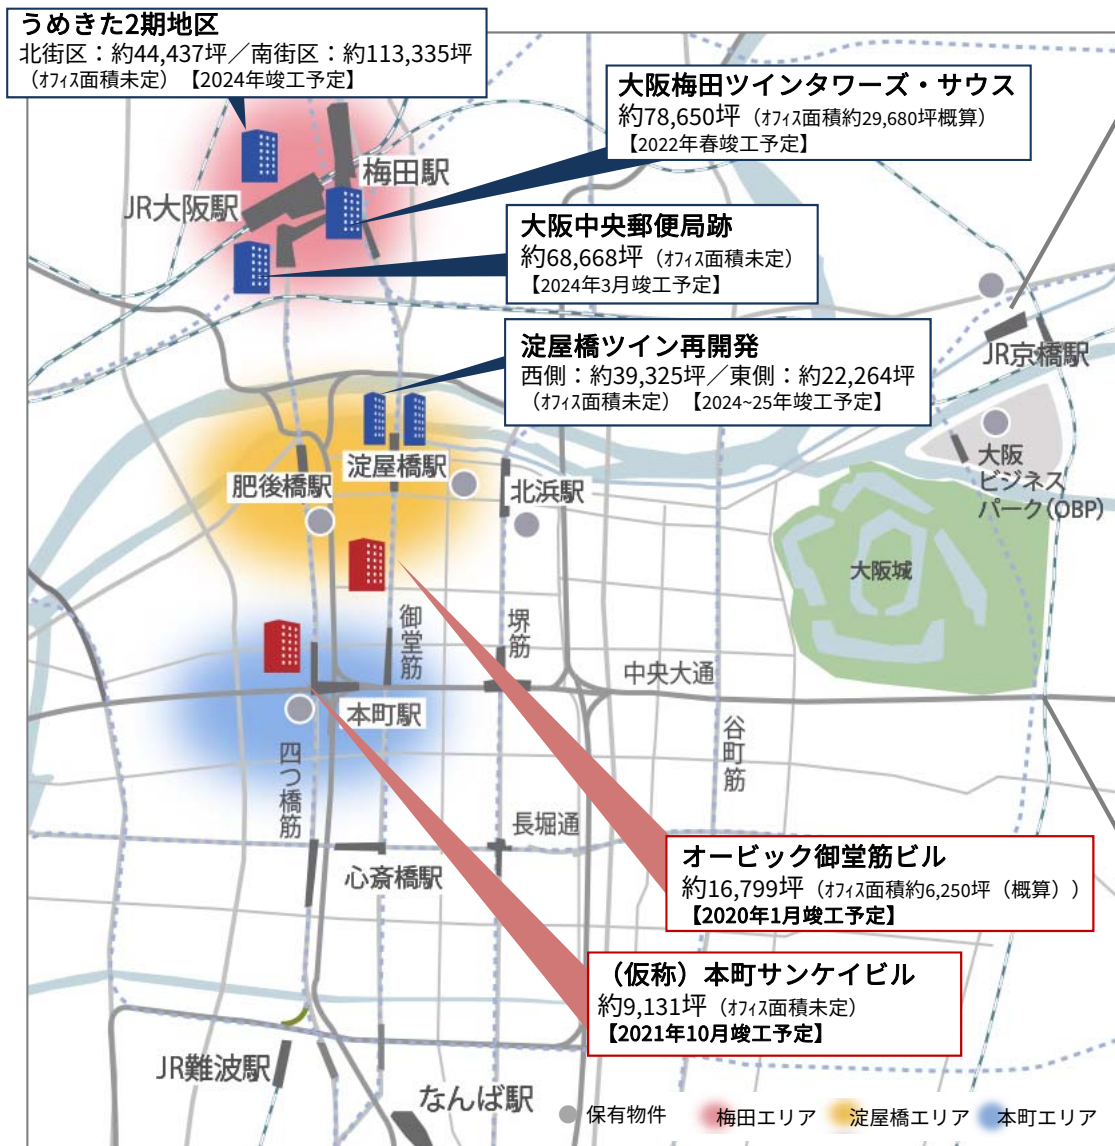 うめきた2期地区
北街区：約44,437坪／南街区：約113,335坪
（ｵﾌｨｽ面積未定）【2024年竣工予定】
大阪梅田ツインタワーズ・サウス
約78,650坪（ｵﾌｨｽ面積約29,680坪概算）
【2022年春竣工予定】
梅田駅
JR大阪駅
大阪中央郵便局跡
約68,668坪（ｵﾌｨｽ面積未定）
【2024年3月竣工予定】
淀屋橋ツイン再開発
西側：約39,325坪／東側：約22,264坪
（ｵﾌｨｽ面積未定）【2024~25年竣工予定】
JR京橋駅
大阪
ビジネス
パーク(OBP)
淀屋橋駅
肥後橋駅
北浜駅
大阪城
御堂筋
堺筋
中央大通
本町駅
谷町筋
四つ橋筋
長堀通
心斎橋駅
オービック御堂筋ビル
約16,799坪（ｵﾌｨｽ面積約6,250坪（概算））
【2020年1月竣工予定】
（仮称）本町サンケイビル
約9,131坪（ｵﾌｨｽ面積未定）
【2021年10月竣工予定】
JR難波駅
なんば駅
保有物件
梅田エリア
淀屋橋エリア
本町エリア